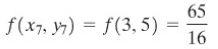 f(x₇, y₇) = f(3, 5) = 65/16